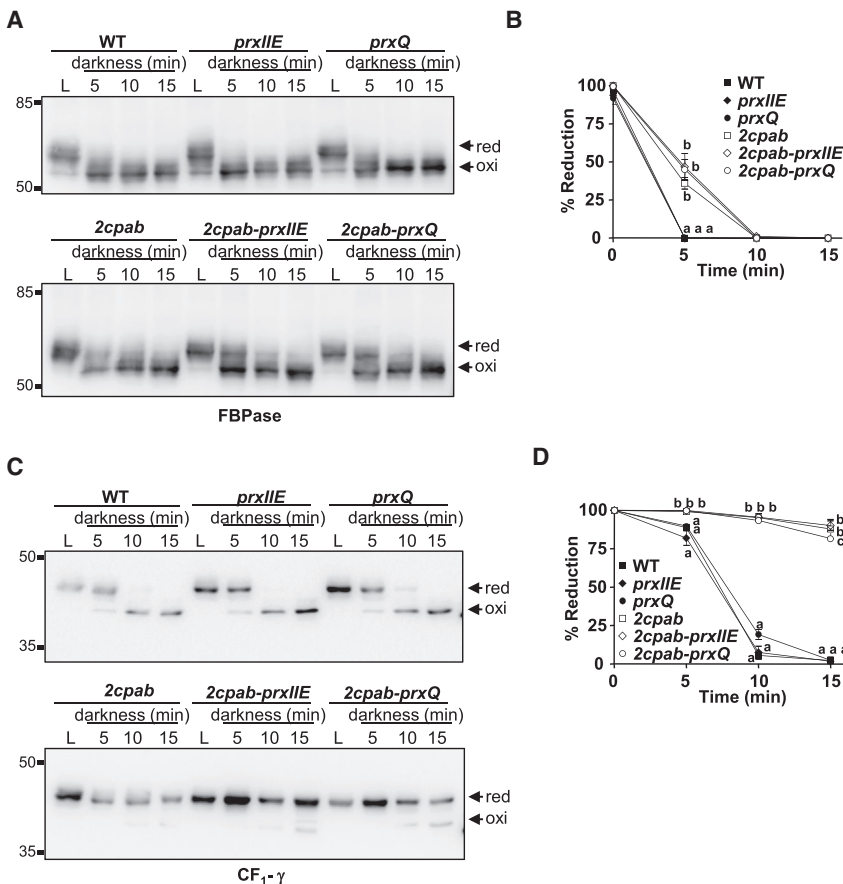 A
WT prxIIE prxQ
darkness (min) darkness (min) darkness (min)
L 5 10 15 L 5 10 15 L 5 10 15
85
red
oxi
50
2cpab 2cpab-prxIIE 2cpab-prxQ
darkness (min) darkness (min) darkness (min)
L 5 10 15 L 5 10 15 L 5 10 15
85
red
oxi
50
FBPase
B
% Reduction
100
75
50
25
0
0 5 10 15
Time (min)
WT
prxIIE
prxQ
2cpab
2cpab-prxIIE
2cpab-prxQ
b
b
b
a a a
C
WT prxIIE prxQ
darkness (min) darkness (min) darkness (min)
L 5 10 15 L 5 10 15 L 5 10 15
50
red
oxi
35
2cpab 2cpab-prxIIE 2cpab-prxQ
darkness (min) darkness (min) darkness (min)
L 5 10 15 L 5 10 15 L 5 10 15
50
red
oxi
35
CF1-γ
D
% Reduction
100
75
50
25
0
0 5 10 15
Time (min)
WT
prxIIE
prxQ
2cpab
2cpab-prxIIE
2cpab-prxQ
b b b b b b b
b
c
a
a
a
a
a
a a a a